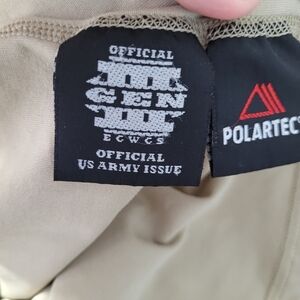 OFFICIAL
III
GEN
III
ECWCS
OFFICIAL
US ARMY ISSUE
POLARTEC